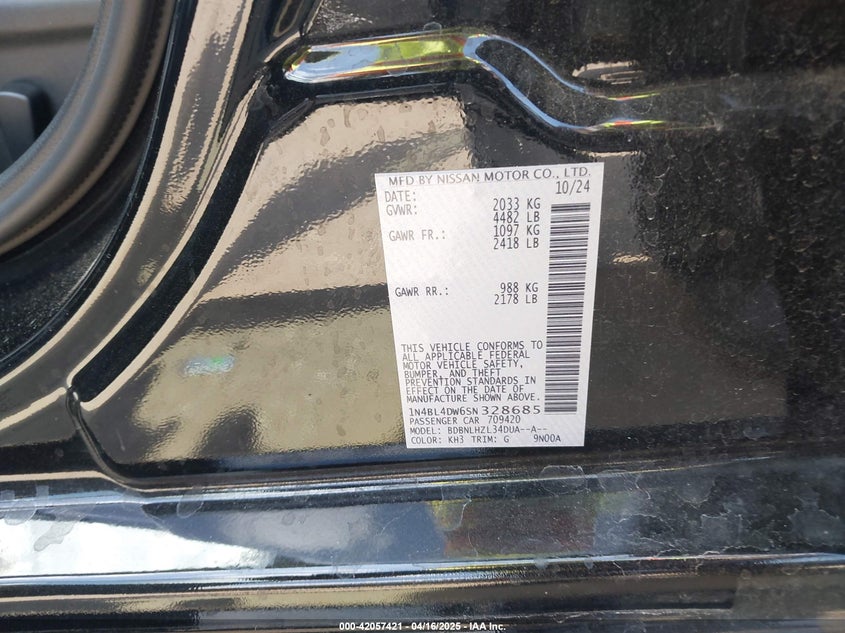 MFD BY NISSAN MOTOR CO., LTD.
DATE: 10/24
GVWR: 2033 KG
4482 LB
GAWR FR.: 1097 KG
2418 LB
GAWR RR.: 988 KG
2178 LB
THIS VEHICLE CONFORMS TO
ALL APPLICABLE FEDERAL
MOTOR VEHICLE SAFETY,
BUMPER, AND THEFT
PREVENTION STANDARDS IN
EFFECT ON THE DATE OF
MANUFACTURE SHOWN ABOVE.
1N4BL4DW6SN328685
PASSENGER CAR 709420
MODEL: BDBNLHZL34DUA--A--
COLOR: KH3 TRIM: G 9N00A
000-42057421 - 04/16/2025 - IAA Inc.